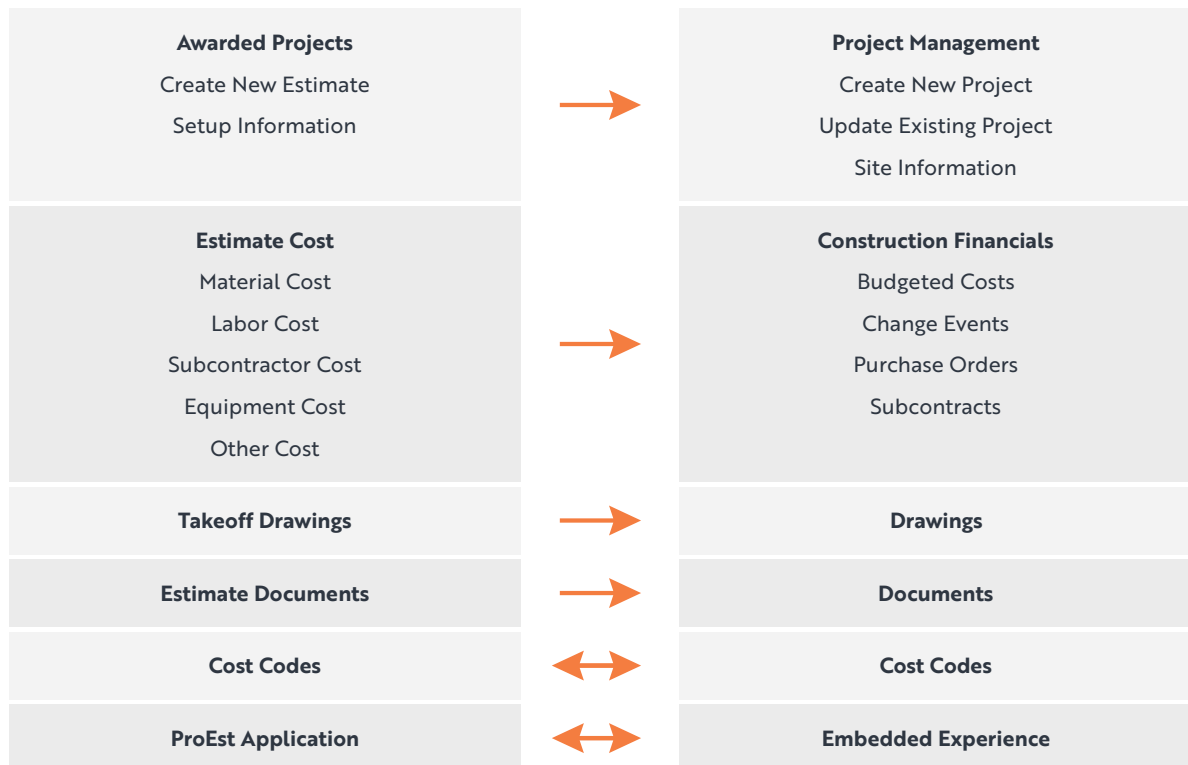 Awarded Projects
Create New Estimate
Setup Information
Project Management
Create New Project
Update Existing Project
Site Information
Estimate Cost
Material Cost
Labor Cost
Subcontractor Cost
Equipment Cost
Other Cost
Construction Financials
Budgeted Costs
Change Events
Purchase Orders
Subcontracts
Takeoff Drawings
Drawings
Estimate Documents
Documents
Cost Codes
Cost Codes
ProEst Application
Embedded Experience